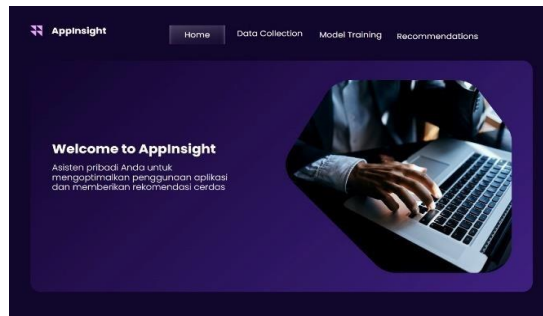 AppInsight
Home
Data Collection
Model Training
Recommendations
Welcome to AppInsight
Asisten pribadi Anda untuk
mengoptimalkan penggunaan aplikasi
dan memberikan rekomendasi cerdas